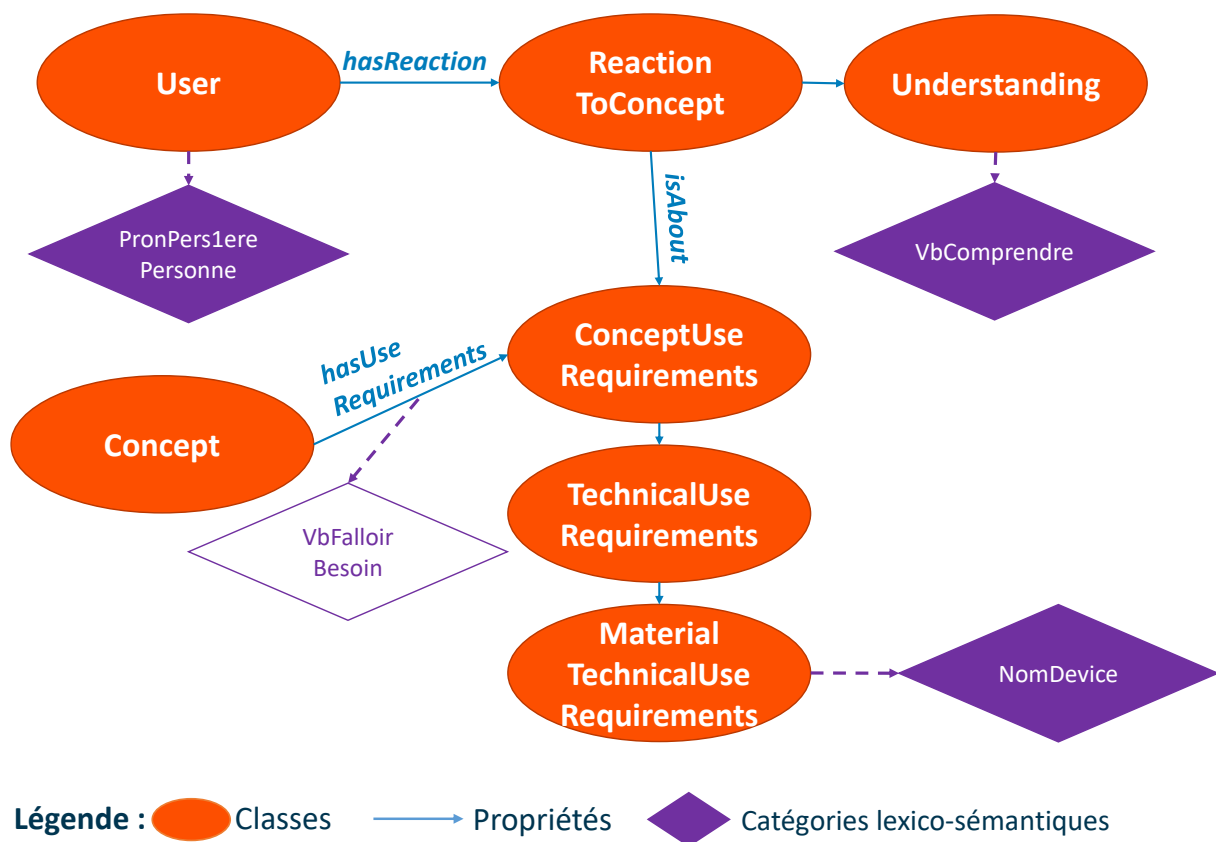 User
hasReaction
Reaction
ToConcept
Understanding
PronPers1ere
Personne
isAbout
VbComprendre
hasUse
Requirements
ConceptUse
Requirements
Concept
VbFalloir
Besoin
TechnicalUse
Requirements
Material
TechnicalUse
Requirements
NomDevice
Légende : Classes Propriétés Catégories lexico-sémantiques